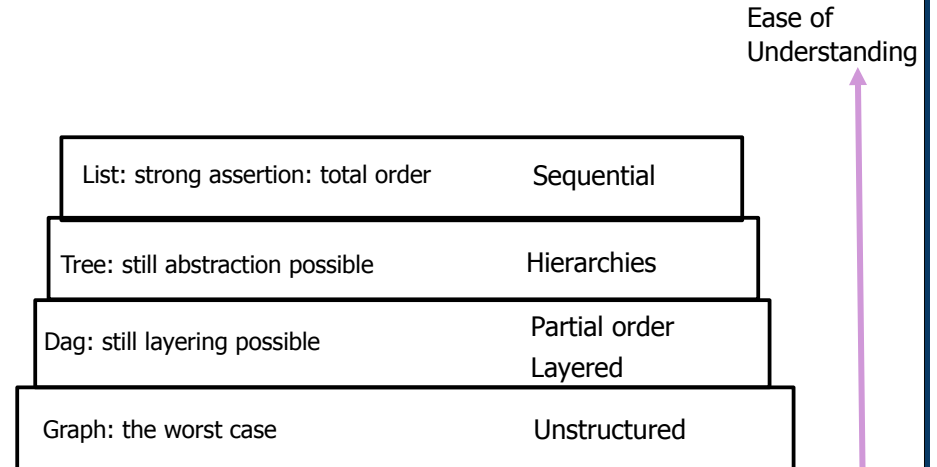 Ease of
Understanding
List: strong assertion: total order Sequential
Tree: still abstraction possible Hierarchies
Dag: still layering possible Partial order
Layered
Graph: the worst case Unstructured